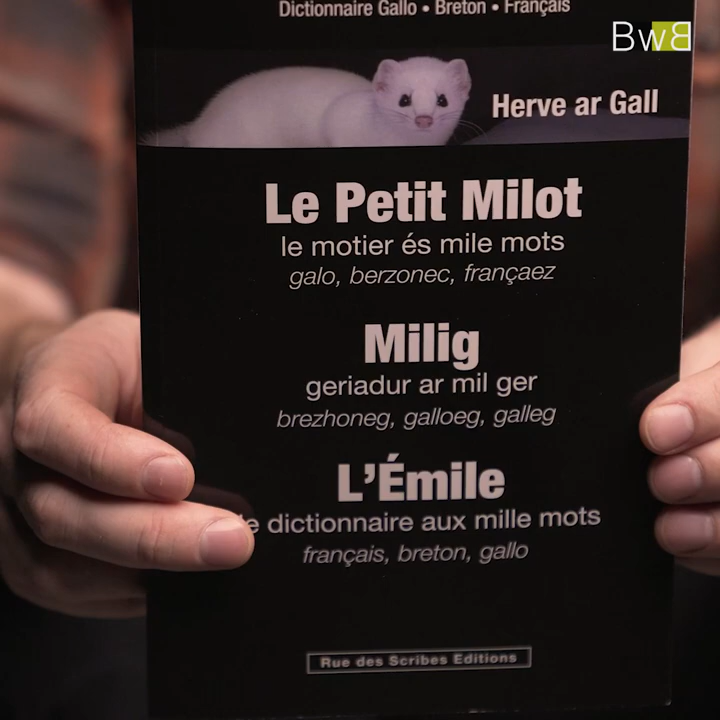 Dictionnaire Gallo • Breton • Français
BwB
Herve ar Gall
Le Petit Milot
le motier és mile mots
galo, berzonec, françaez
Milig
geriadur ar mil ger
brezhoneg, galloeg, galleg
L'Émile
e dictionnaire aux mille mots
français, breton, gallo
Rue des Scribes Editions